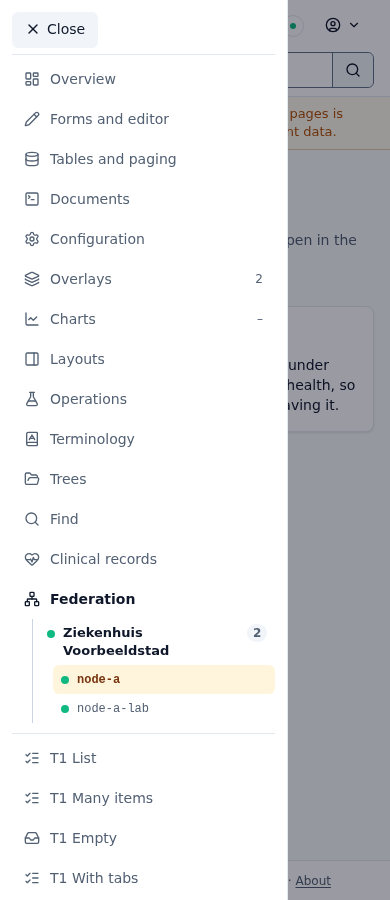 Close
Overview
Forms and editor
Tables and paging
Documents
Configuration
Overlays 2
Charts –
Layouts
Operations
Terminology
Trees
Find
Clinical records
Federation
Ziekenhuis 2
Voorbeeldstad
node-a
node-a-lab
T1 List
T1 Many items
T1 Empty
T1 With tabs
pages is
nt data.
pen in the
under
health, so
aving it.
· About